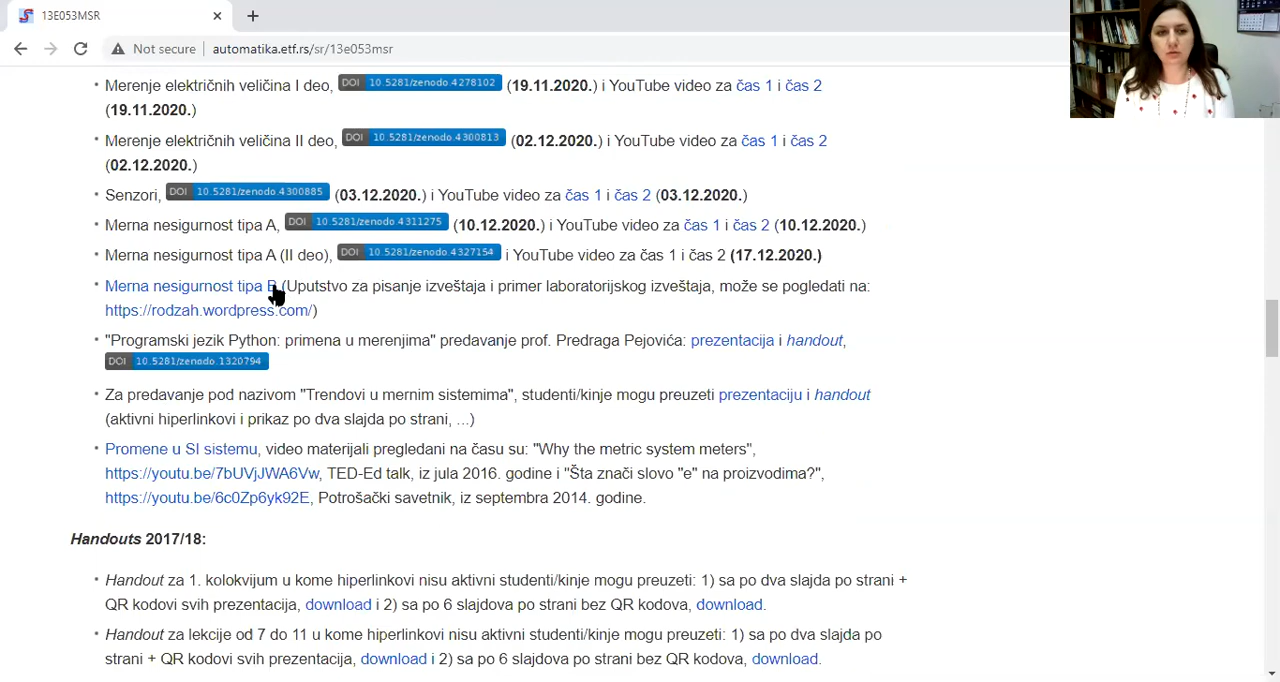 13E053MSR
Not secure automatika.etf.rs/sr/13e053msr
• Merenje električnih veličina I deo, DOI 10.5281/zenodo.4278102 (19.11.2020.) i YouTube video za čas 1 i čas 2
(19.11.2020.)
• Merenje električnih veličina II deo, DOI 10.5281/zenodo.4300813 (02.12.2020.) i YouTube video za čas 1 i čas 2
(02.12.2020.)
• Senzori, DOI 10.5281/zenodo.4300885 (03.12.2020.) i YouTube video za čas 1 i čas 2 (03.12.2020.)
• Merna nesigurnost tipa A, DOI 10.5281/zenodo.4311275 (10.12.2020.) i YouTube video za čas 1 i čas 2 (10.12.2020.)
• Merna nesigurnost tipa A (II deo), DOI 10.5281/zenodo.4327154 i YouTube video za čas 1 i čas 2 (17.12.2020.)
• Merna nesigurnost tipa B (Uputstvo za pisanje izveštaja i primer laboratorijskog izveštaja, može se pogledati na:
https://rodzah.wordpress.com/)
• "Programski jezik Python: primena u merenjima" predavanje prof. Predraga Pejovića: prezentacija i handout,
DOI 10.5281/zenodo.1320794
• Za predavanje pod nazivom "Trendovi u mernim sistemima", studenti/kinje mogu preuzeti prezentaciju i handout
(aktivni hiperlinkovi i prikaz po dva slajda po strani, ...)
• Promene u SI sistemu, video materijali pregledani na času su: "Why the metric system meters",
https://youtu.be/7bUVjJWA6Vw, TED-Ed talk, iz jula 2016. godine i "Šta znači slovo "e" na proizvodima?",
https://youtu.be/6c0Zp6yk92E, Potrošački savetnik, iz septembra 2014. godine.
Handouts 2017/18:
• Handout za 1. kolokvijum u kome hiperlinkovi nisu aktivni studenti/kinje mogu preuzeti: 1) sa po dva slajda po strani +
QR kodovi svih prezentacija, download i 2) sa po 6 slajdova po strani bez QR kodova, download.
• Handout za lekcije od 7 do 11 u kome hiperlinkovi nisu aktivni studenti/kinje mogu preuzeti: 1) sa po dva slajda po
strani + QR kodovi svih prezentacija, download i 2) sa po 6 slajdova po strani bez QR kodova, download.